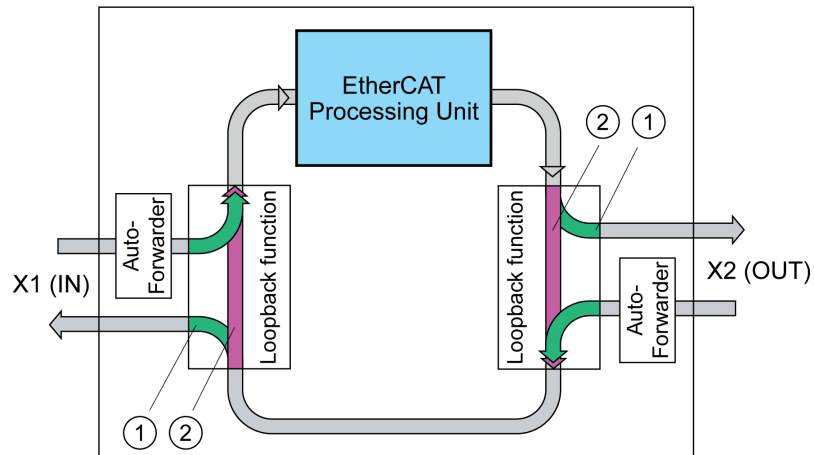 EtherCAT
Processing Unit
2
1
Auto-
Forwarder
Loopback function
Loopback function
X1 (IN)
X2 (OUT)
Auto-
Forwarder
1
2